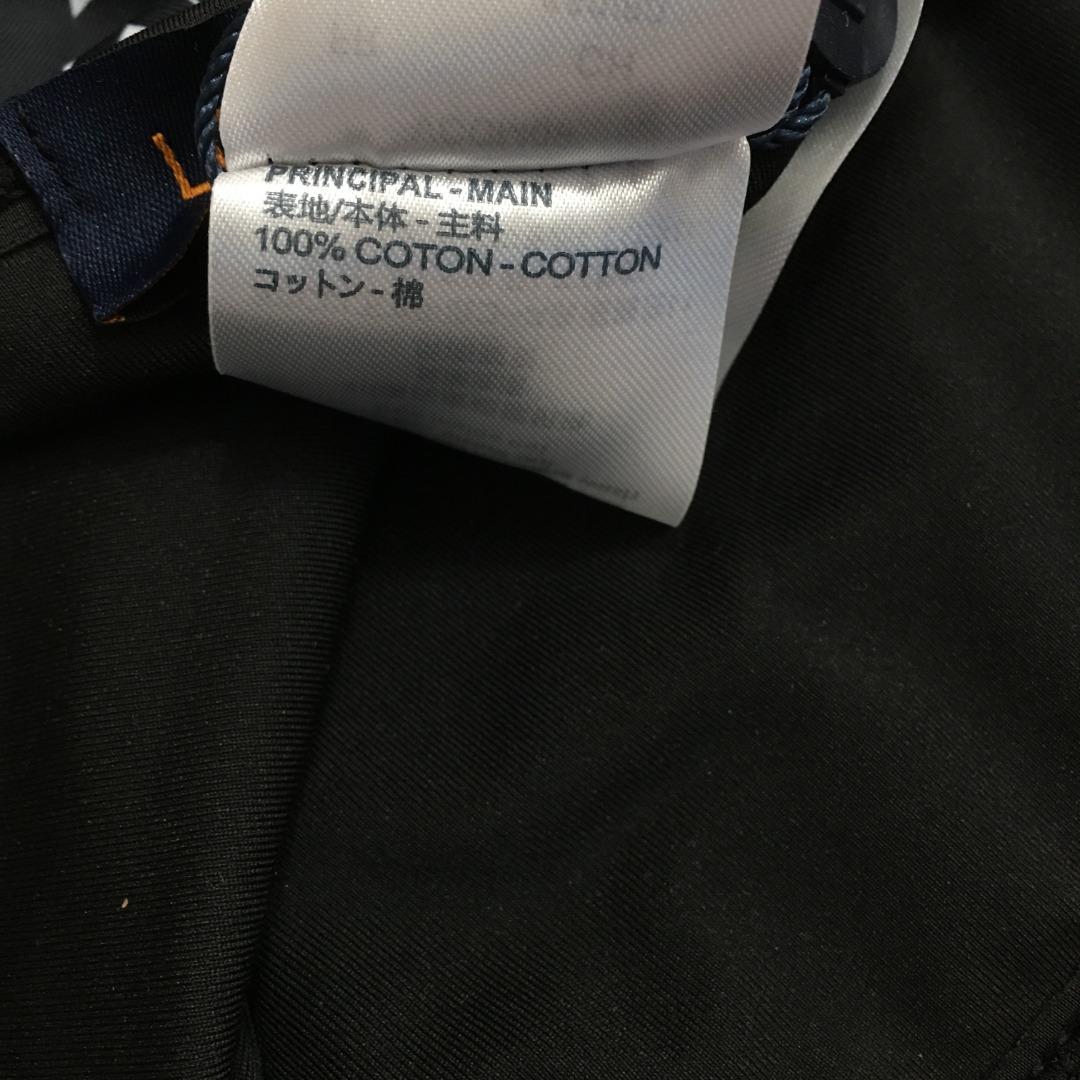 L
PRINCIPAL - MAIN
表地/本体 - 主料
100% COTON - COTTON
コットン - 棉